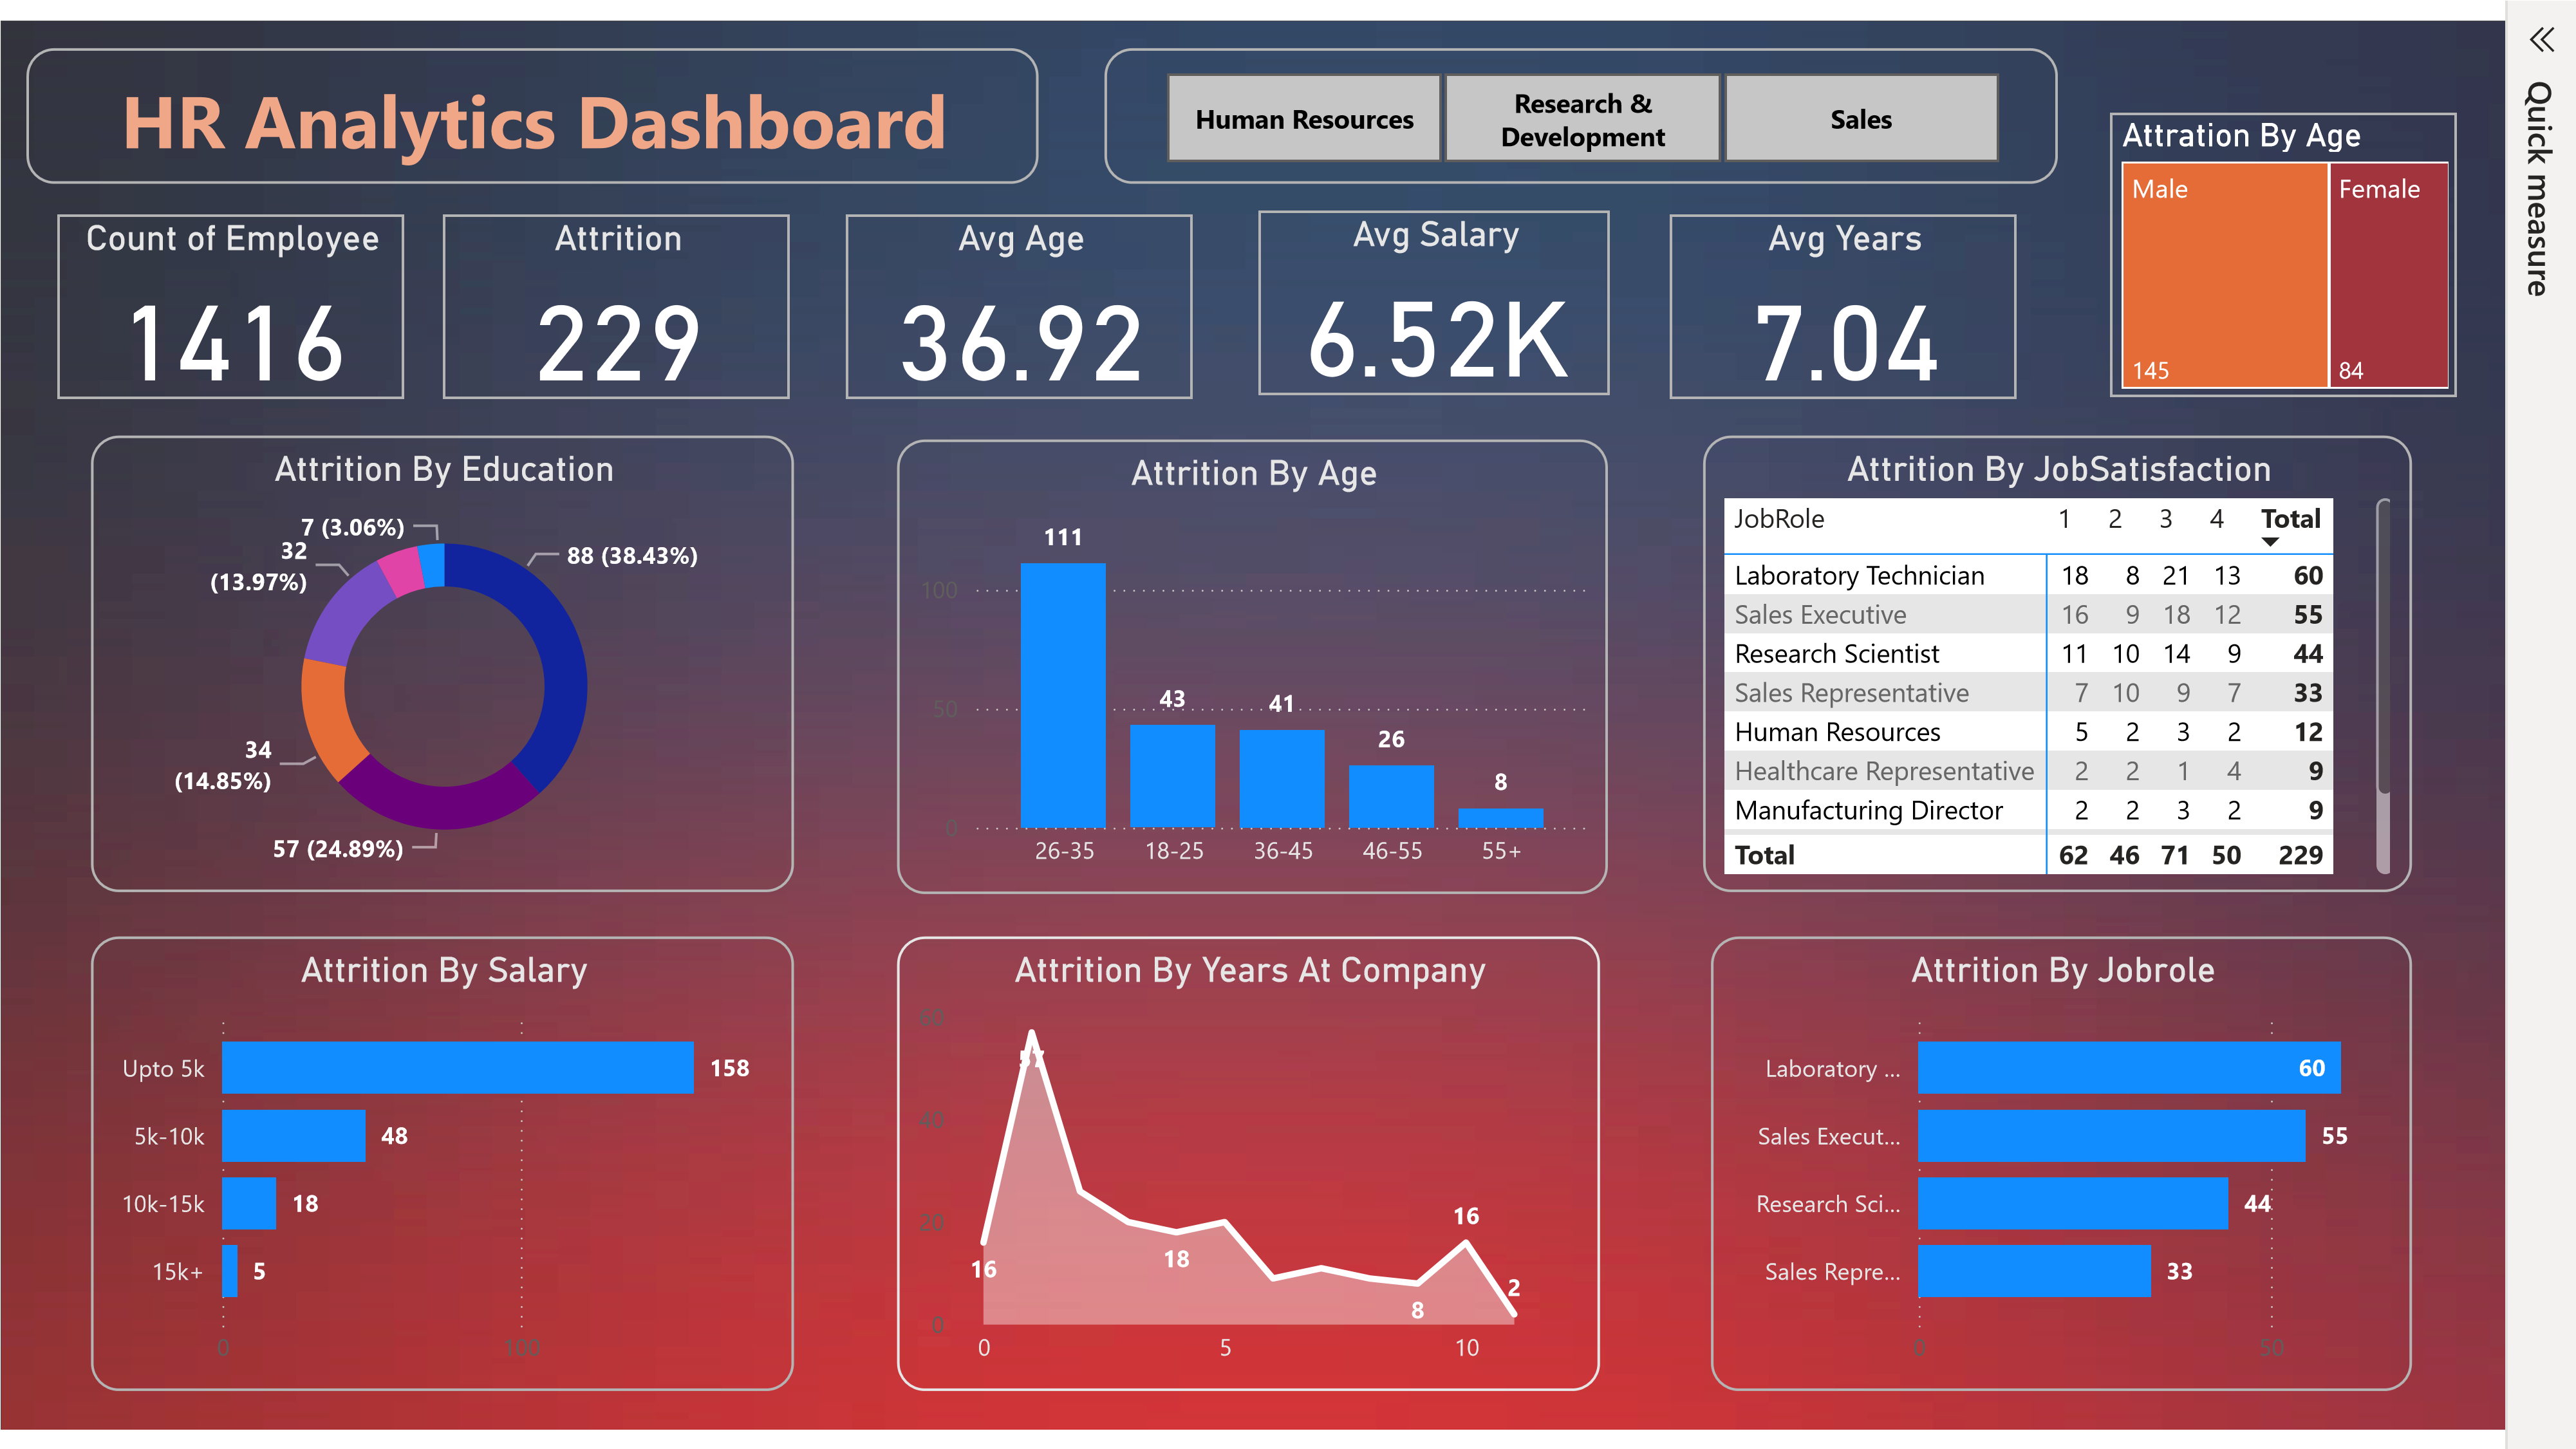 HR Analytics Dashboard
Human Resources
Research &
Development
Sales
Quick measure
Attration By Age
Male
Female
145
84
Count of Employee
1416
Attrition
229
Avg Age
36.92
Avg Salary
6.52K
Avg Years
7.04
Attrition By Education
7 (3.06%)
32
(13.97%)
88 (38.43%)
34
(14.85%)
57 (24.89%)
Attrition By Age
100
50
0
111
43
41
26
8
26-35 18-25 36-45 46-55 55+
Attrition By JobSatisfaction
JobRole 1 2 3 4 Total
Laboratory Technician 18 8 21 13 60
Sales Executive 16 9 18 12 55
Research Scientist 11 10 14 9 44
Sales Representative 7 10 9 7 33
Human Resources 5 2 3 2 12
Healthcare Representative 2 2 1 4 9
Manufacturing Director 2 2 3 2 9
Total 62 46 71 50 229
Attrition By Salary
Upto 5k 158
5k-10k 48
10k-15k 18
15k+ 5
0 100
Attrition By Years At Company
60
40
20
0
57
16
18
8
16
2
0 5 10
Attrition By Jobrole
Laboratory ... 60
Sales Execut... 55
Research Sci... 44
Sales Repre... 33
0 50